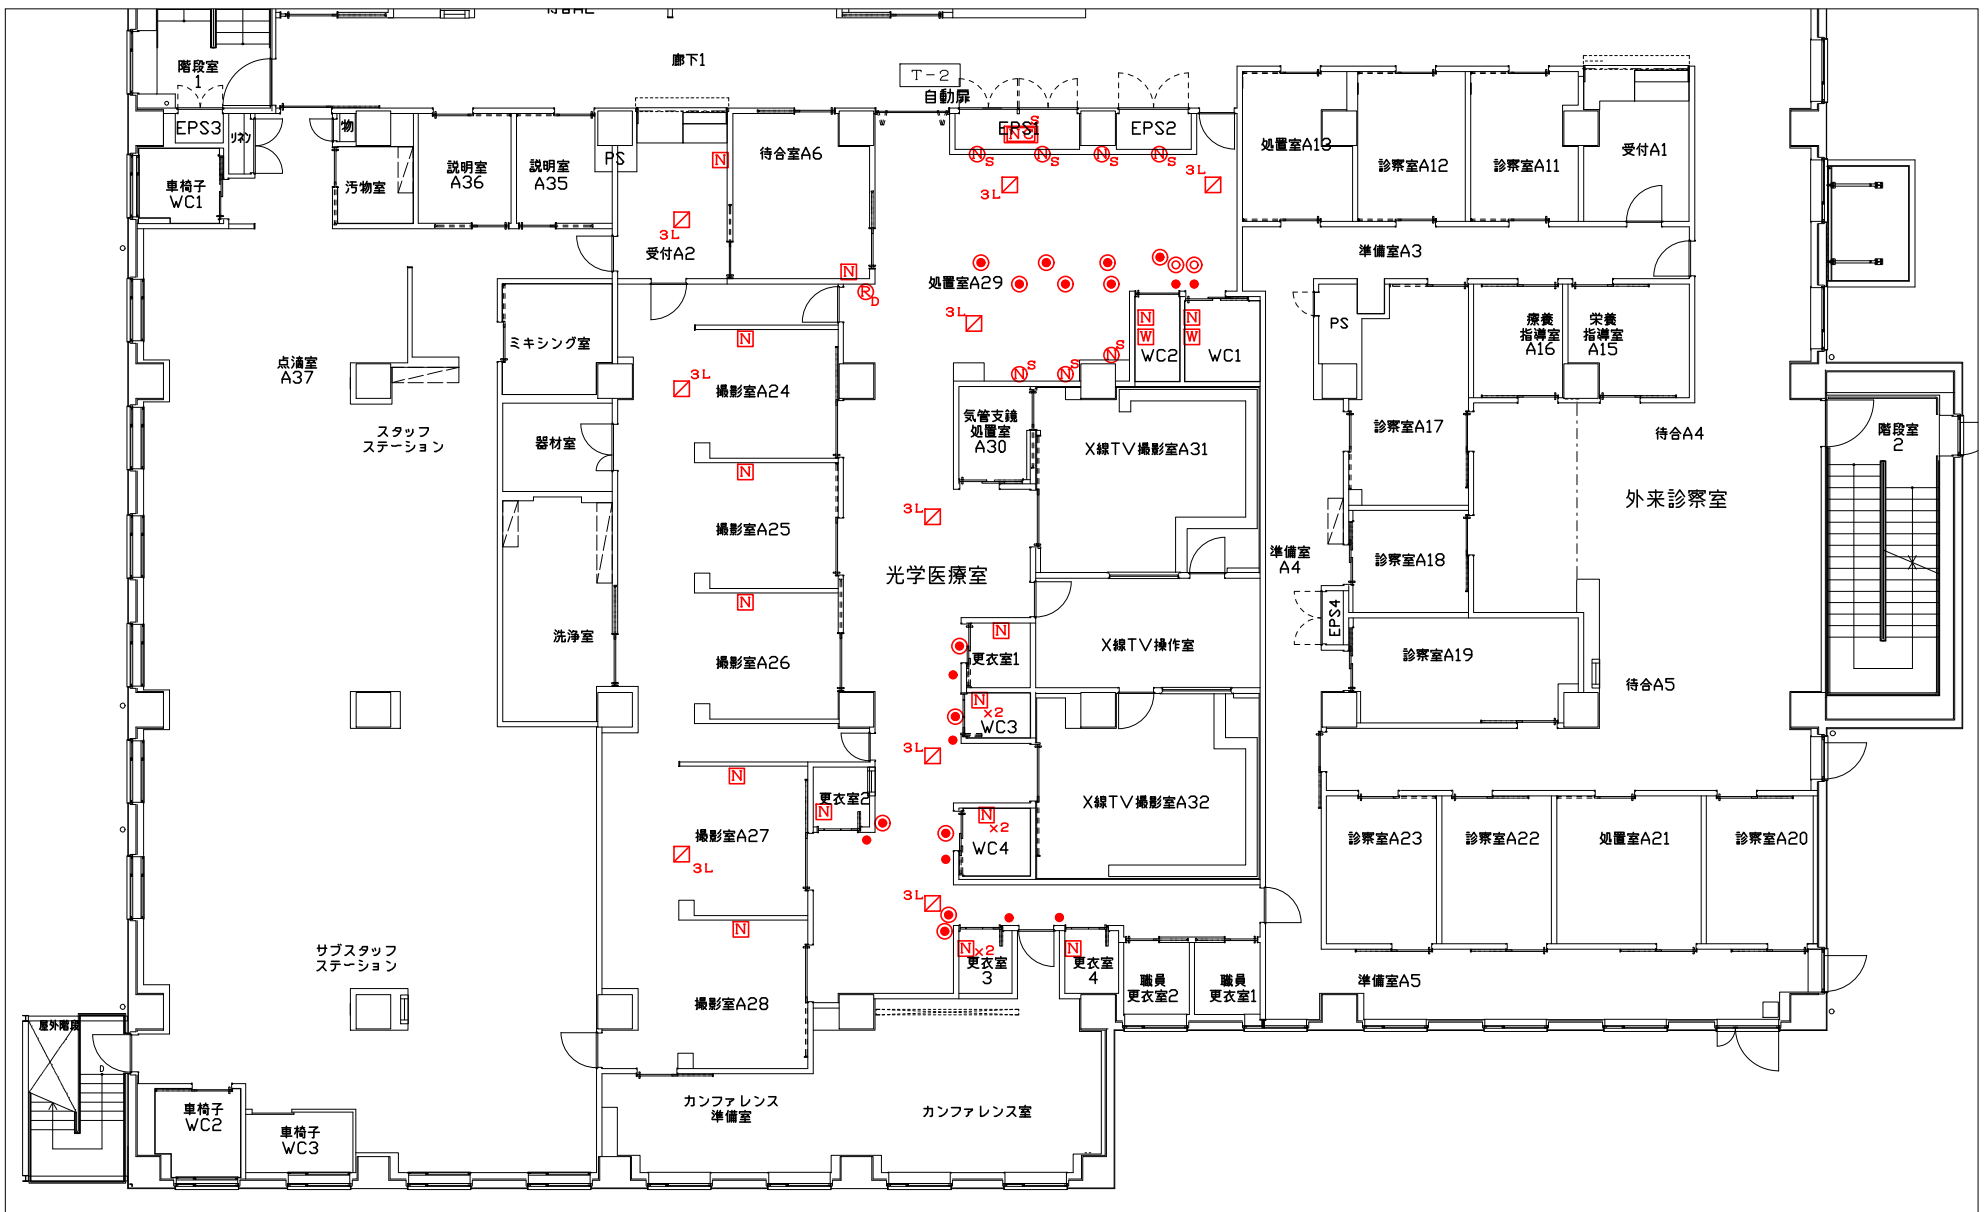 廊下1
階段室
1
T-2
自動扉
EPS3
リネン
物
PS
EPS1
S
NC
EPS2
処置室A13
診察室A12
診察室A11
受付A1
車椅子
WC1
汚物室
説明室
A36
説明室
A35
N
待合室A6
N
S
N
S
N
S
N
S
3L
3L
3L
受付A2
準備室A3
N
R
D
処置室A29
3L
ミキシング室
N
N
W
N
W
WC2
WC1
PS
療養
指導室
A16
栄養
指導室
A15
点滴室
A37
3L
撮影室A24
N
S
N
S
N
S
スタッフ
ステーション
器材室
気管支鏡
処置室
A30
X線TV撮影室A31
診察室A17
待合A4
階段室
2
N
撮影室A25
3L
外来診察室
光学医療室
準備室
A4
診察室A18
N
洗浄室
撮影室A26
N
更衣室1
X線TV操作室
EPS4
診察室A19
待合A5
N
×2
WC3
3L
N
更衣室2
N
撮影室A27
3L
N
×2
WC4
X線TV撮影室A32
診察室A23
診察室A22
処置室A21
診察室A20
3L
N
サブスタッフ
ステーション
N
×2
更衣室
3
N
更衣室
4
職員
更衣室2
職員
更衣室1
準備室A5
撮影室A28
屋外階段
D
車椅子
WC2
車椅子
WC3
カンファレンス
準備室
カンファレンス室